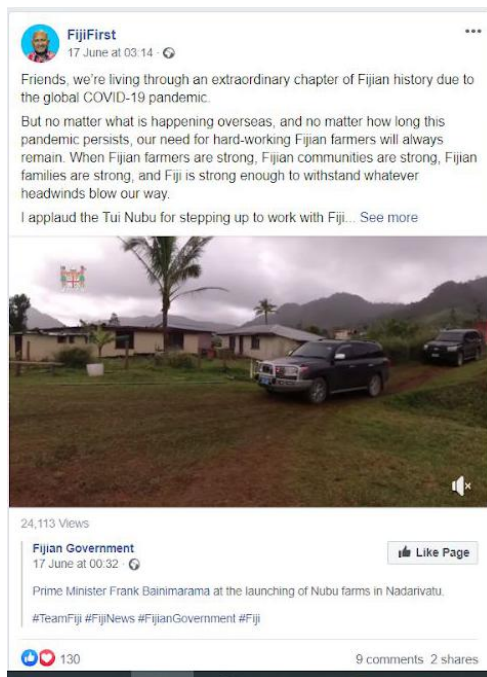 FijiFirst
17 June at 03:14 ·
Friends, we're living through an extraordinary chapter of Fijian history due to
the global COVID-19 pandemic.
But no matter what is happening overseas, and no matter how long this
pandemic persists, our need for hard-working Fijian farmers will always
remain. When Fijian farmers are strong, Fijian communities are strong, Fijian
families are strong, and Fiji is strong enough to withstand whatever
headwinds blow our way.
I applaud the Tui Nubu for stepping up to work with Fiji... See more
24,113 Views
Fijian Government
17 June at 00:32 ·
Like Page
Prime Minister Frank Bainimarama at the launching of Nubu farms in Nadarivatu.
#TeamFiji #FijiNews #FijianGovernment #Fiji
130
9 comments 2 shares